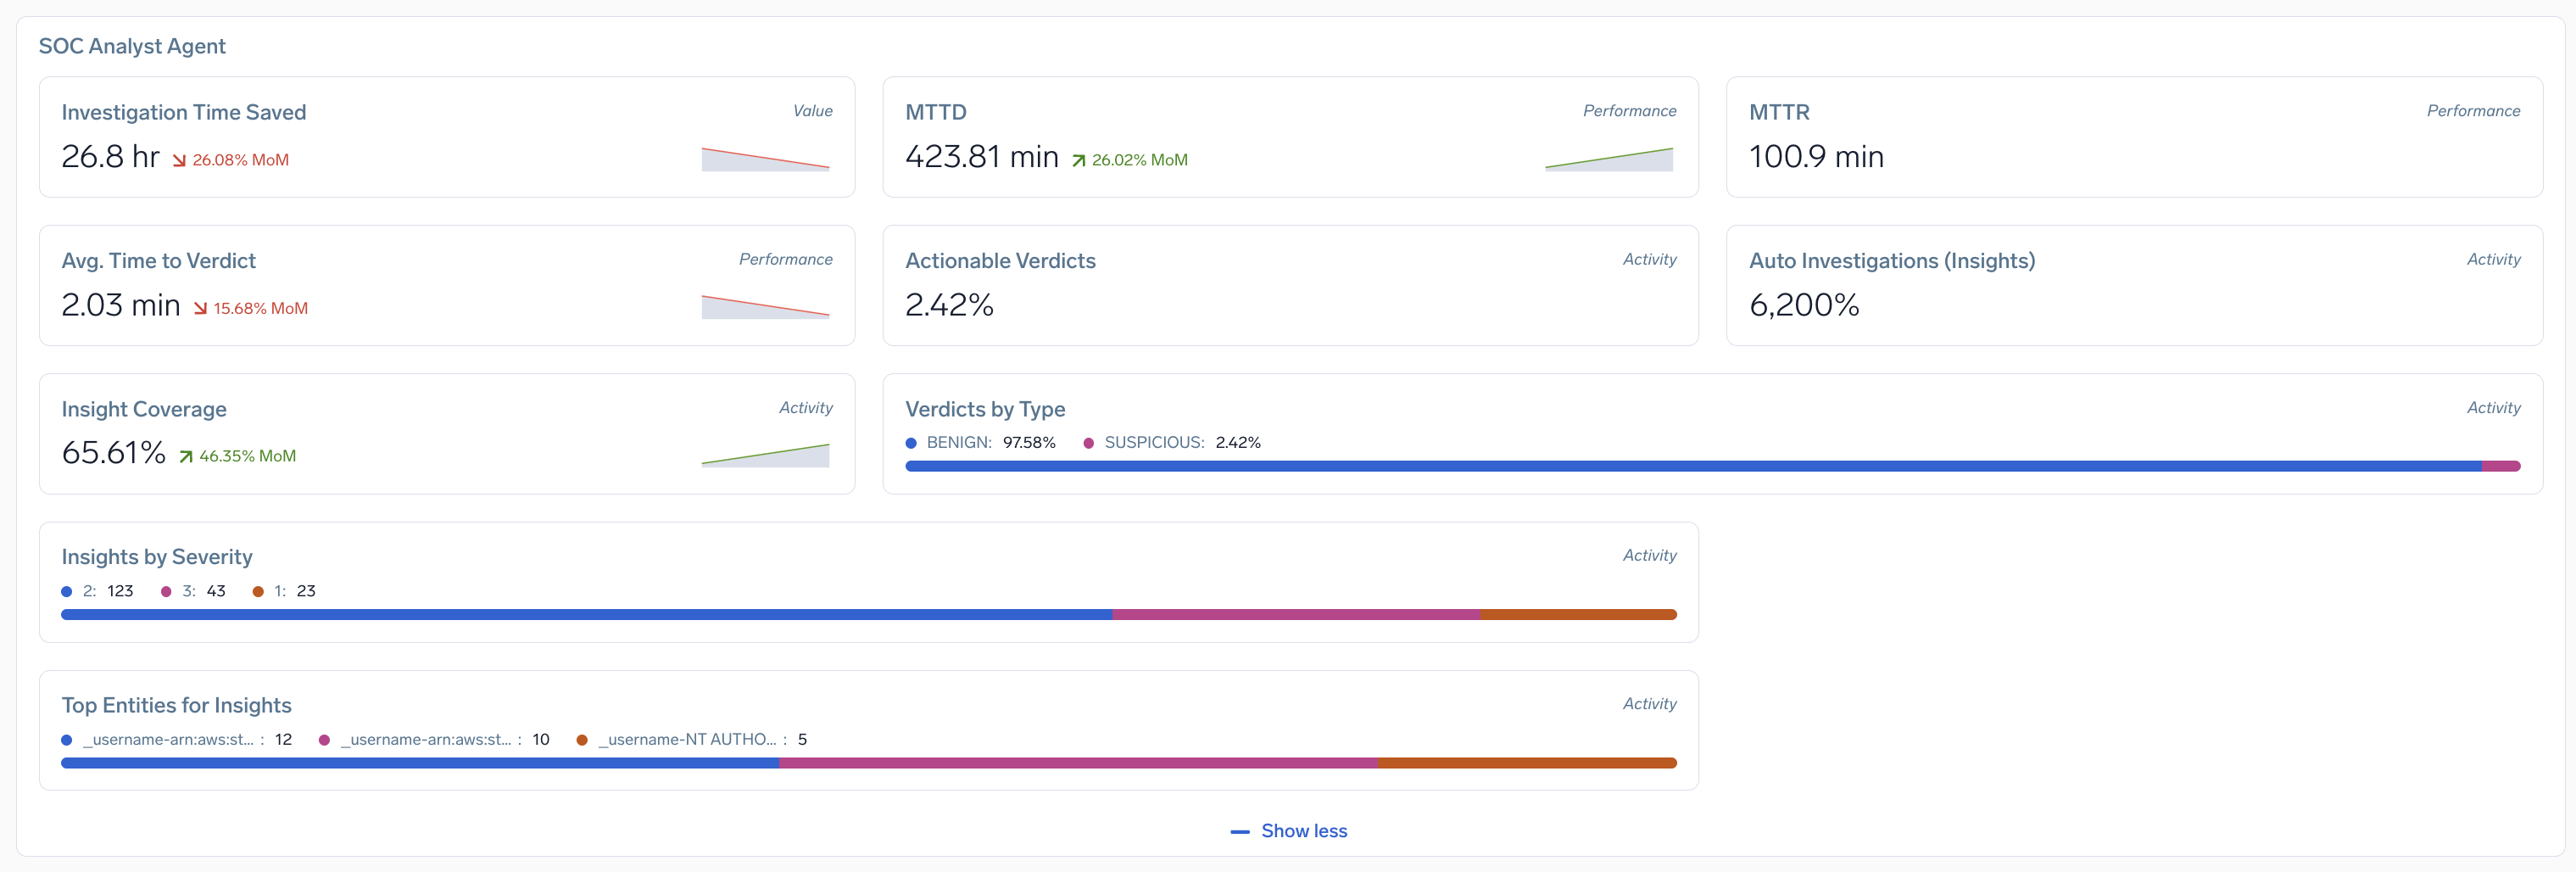 SOC Analyst Agent
Investigation Time Saved
Value
26.8 hr
26.08% MoM
MTTD
Performance
423.81 min
26.02% MoM
MTTR
Performance
100.9 min
Avg. Time to Verdict
Performance
2.03 min
15.68% MoM
Actionable Verdicts
Activity
2.42%
Auto Investigations (Insights)
Activity
6,200%
Insight Coverage
Activity
65.61%
46.35% MoM
Verdicts by Type
Activity
BENIGN: 97.58% SUSPICIOUS: 2.42%
Insights by Severity
Activity
2: 123 3: 43 1: 23
Top Entities for Insights
Activity
_username-arn:aws:st... : 12 _username-arn:aws:st... : 10 _username-NT AUTHO... : 5
Show less